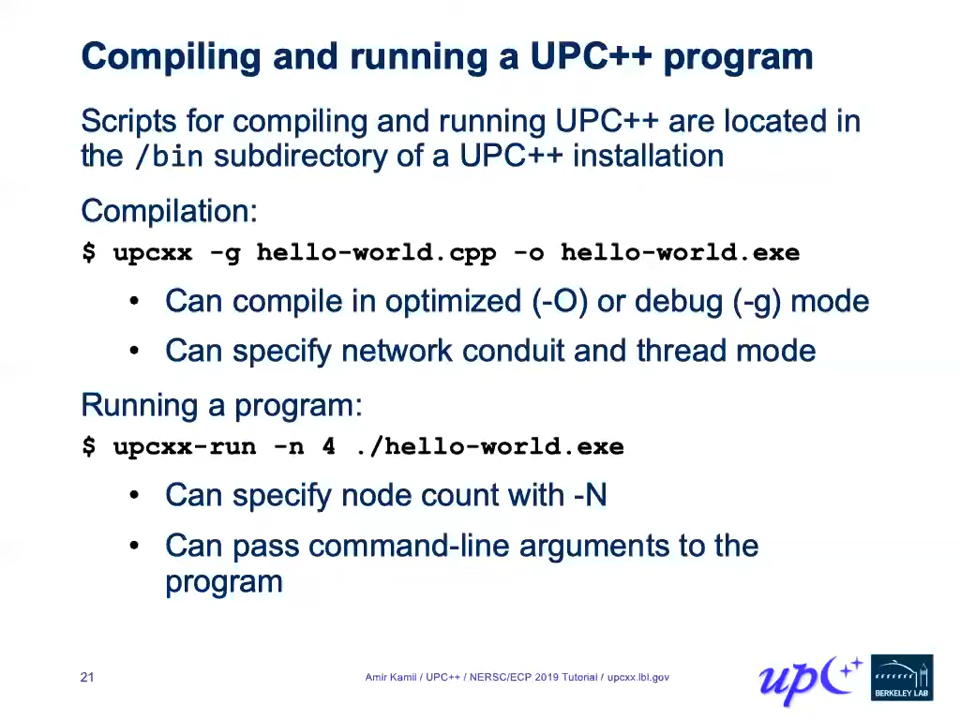 Compiling and running a UPC++ program
Scripts for compiling and running UPC++ are located in
the /bin subdirectory of a UPC++ installation
Compilation:
$ upcxx -g hello-world.cpp -o hello-world.exe
• Can compile in optimized (-O) or debug (-g) mode
• Can specify network conduit and thread mode
Running a program:
$ upcxx-run -n 4 ./hello-world.exe
• Can specify node count with -N
• Can pass command-line arguments to the
program
21
Amir Kamil / UPC++ / NERSC/ECP 2019 Tutorial / upcxx.lbl.gov
upC++
BERKELEY LAB